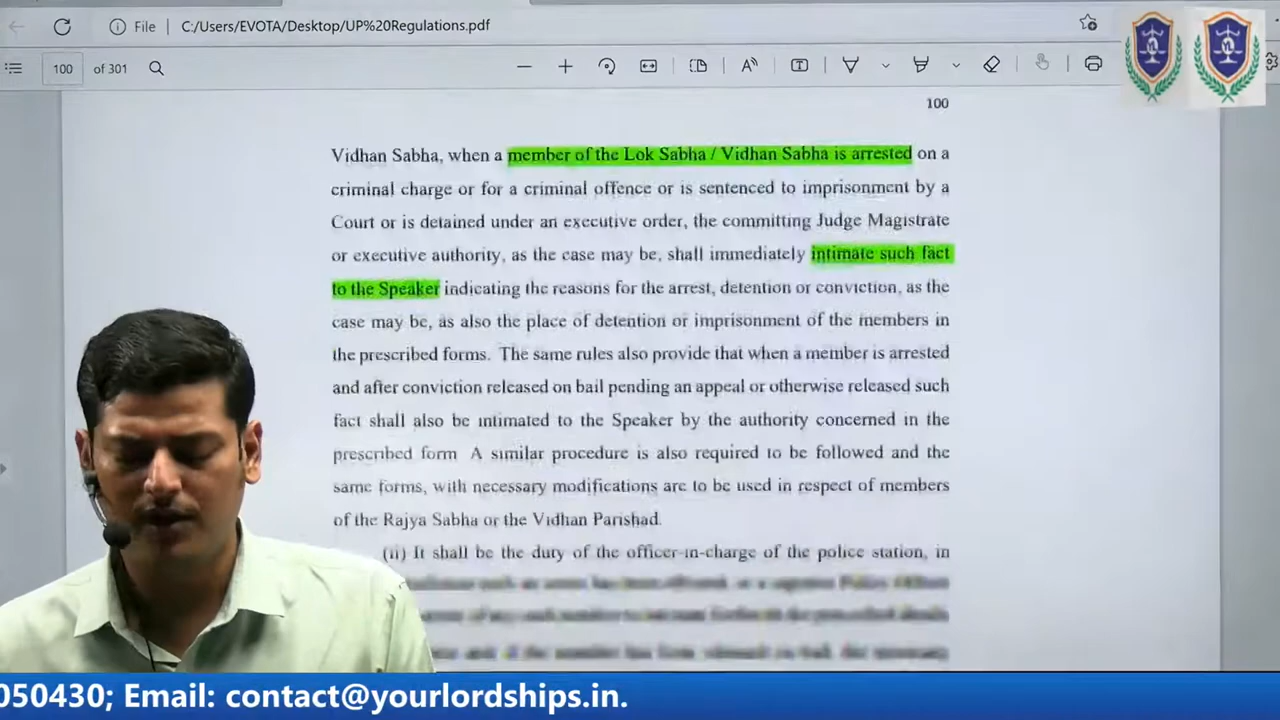 File
C:/Users/EVOTA/Desktop/UP%20Regulations.pdf
100 of 301
100
Vidhan Sabha, when a member of the Lok Sabha / Vidhan Sabha is arrested on a
criminal charge or for a criminal offence or is sentenced to imprisonment by a
Court or is detained under an executive order, the committing Judge Magistrate
or executive authority, as the case may be, shall immediately intimate such fact
to the Speaker indicating the reasons for the arrest, detention or conviction, as the
case may be, as also the place of detention or imprisonment of the members in
the prescribed forms. The same rules also provide that when a member is arrested
and after conviction released on bail pending an appeal or otherwise released such
fact shall also be intimated to the Speaker by the authority concerned in the
prescribed form A similar procedure is also required to be followed and the
same forms, with necessary modifications are to be used in respect of members
of the Rajya Sabha or the Vidhan Parishad.
(ii) It shall be the duty of the officer-in-charge of the police station, in
050430; Email: contact@yourlordships.in.